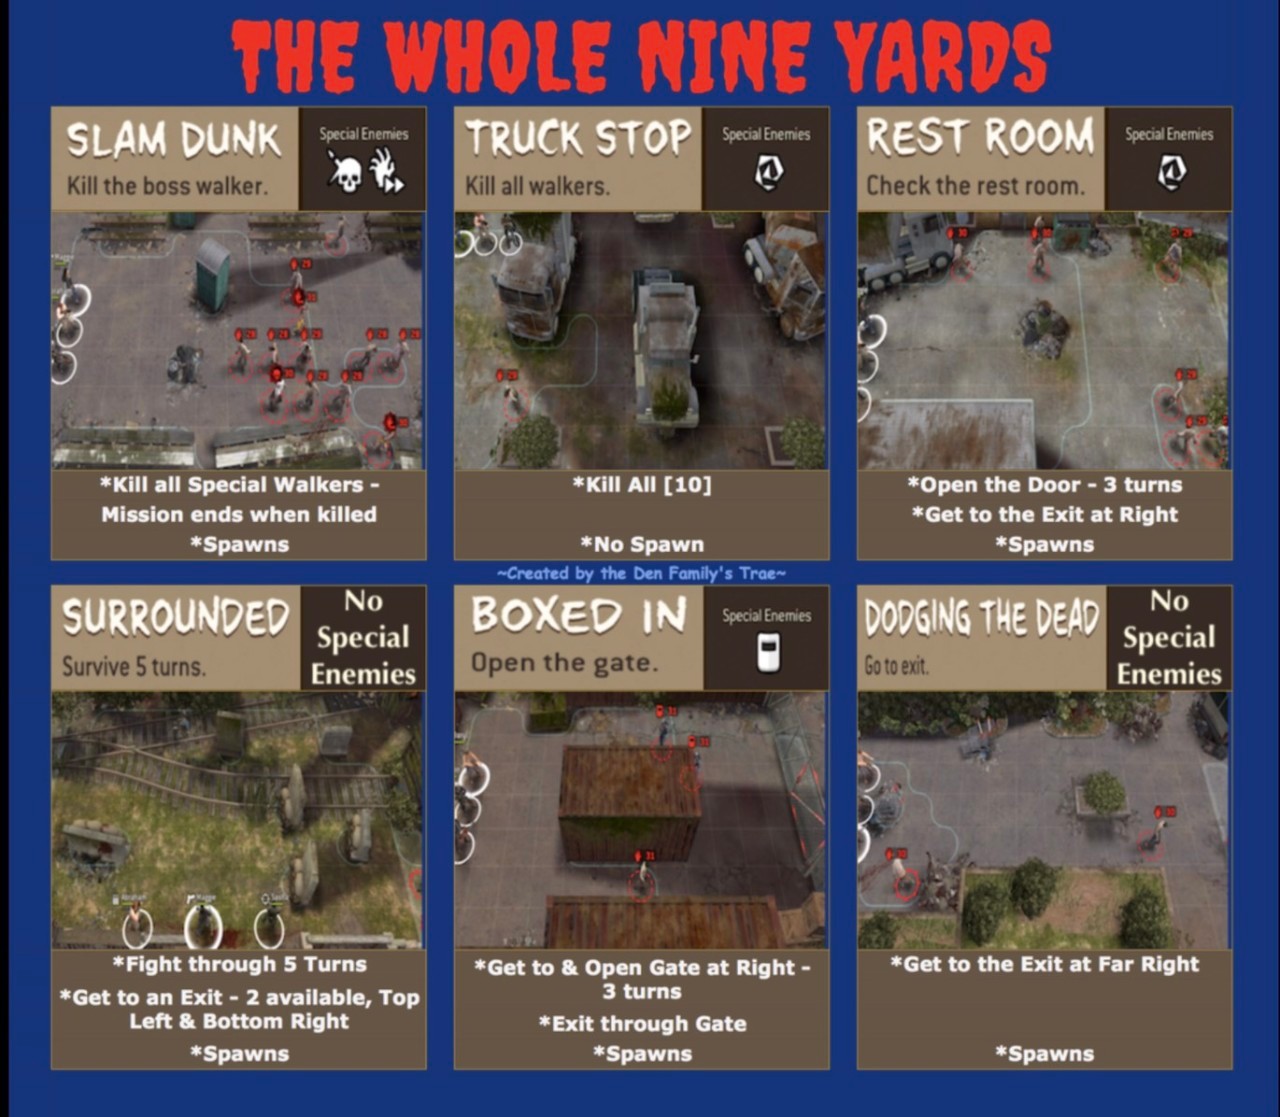 THE WHOLE NINE YARDS
SLAM DUNK
Kill the boss walker.
Special Enemies
*Kill all Special Walkers -
Mission ends when killed
*Spawns
TRUCK STOP
Kill all walkers.
Special Enemies
*Kill All [10]
*No Spawn
REST ROOM
Check the rest room.
Special Enemies
*Open the Door - 3 turns
*Get to the Exit at Right
*Spawns
~Created by the Den Family's Trae~
SURROUNDED
Survive 5 turns.
No
Special
Enemies
*Fight through 5 Turns
*Get to an Exit - 2 available, Top
Left & Bottom Right
*Spawns
BOXED IN
Open the gate.
Special Enemies
31
31
31
*Get to & Open Gate at Right -
3 turns
*Exit through Gate
*Spawns
DODGING THE DEAD
Go to exit.
No
Special
Enemies
30
*Get to the Exit at Far Right
*Spawns